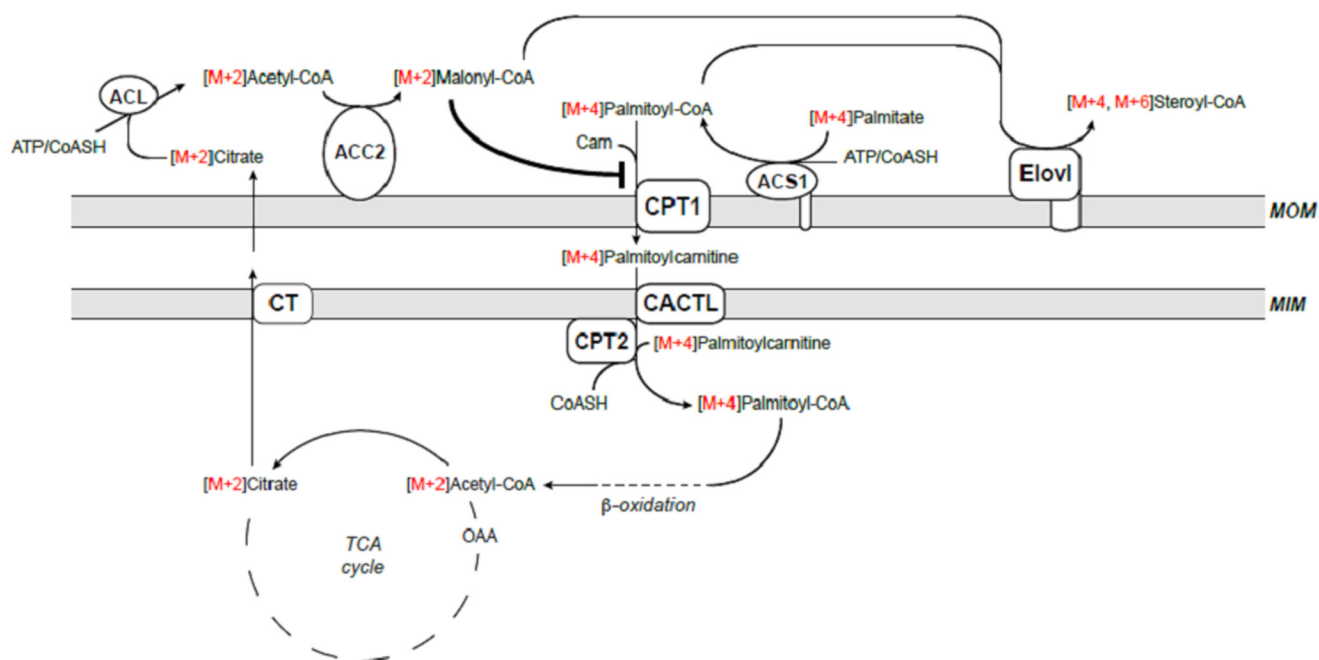 [M+2]Acetyl-CoA
[M+2]Malonyl-CoA
ACL
[M+4]Palmitoyl-CoA
[M+4]Palmitate
[M+4, M+6]Steroyl-CoA
ATP/CoASH
[M+2]Citrate
ACC2
Carn
ATP/CoASH
ACS1
Elovl
CPT1
MOM
[M+4]Palmitoylcarnitine
CT
CACTL
MIM
CPT2
[M+4]Palmitoylcarnitine
CoASH
[M+4]Palmitoyl-CoA
[M+2]Citrate
[M+2]Acetyl-CoA
β-oxidation
OAA
TCA
cycle